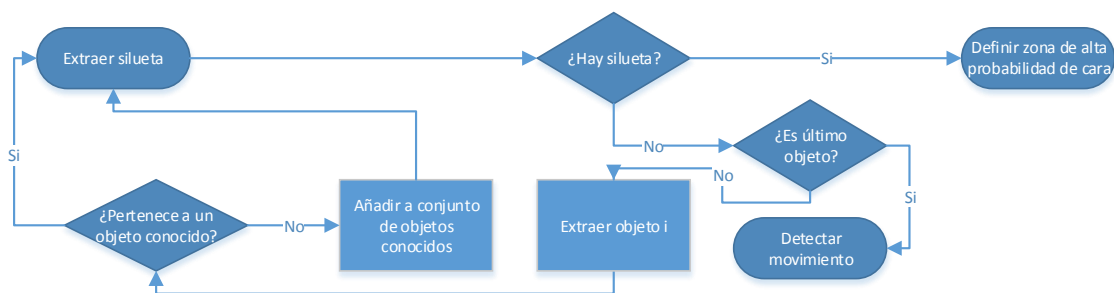 Extraer silueta
¿Hay silueta?
Si
Definir zona de alta
probabilidad de cara
No
¿Es último
objeto?
Si
No
Si
¿Pertenece a un
objeto conocido?
No
Añadir a conjunto
de objetos
conocidos
Extraer objeto i
Detectar
movimiento